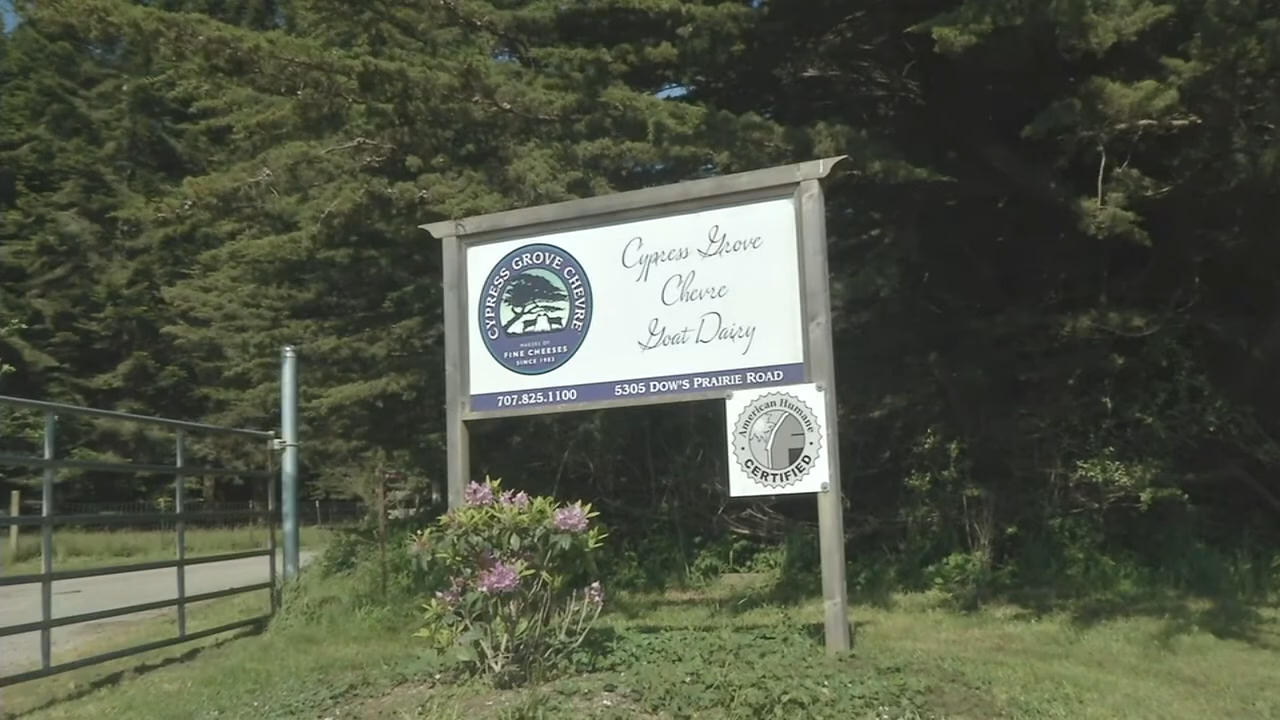 CYPRESS GROVE CHEVRE
MAKERS OF
FINE CHEESES
SINCE 1983
Cypress Grove
Chevre
Goat Dairy
707.825.1100
5305 DOW'S PRAIRIE ROAD
American Humane
CERTIFIED